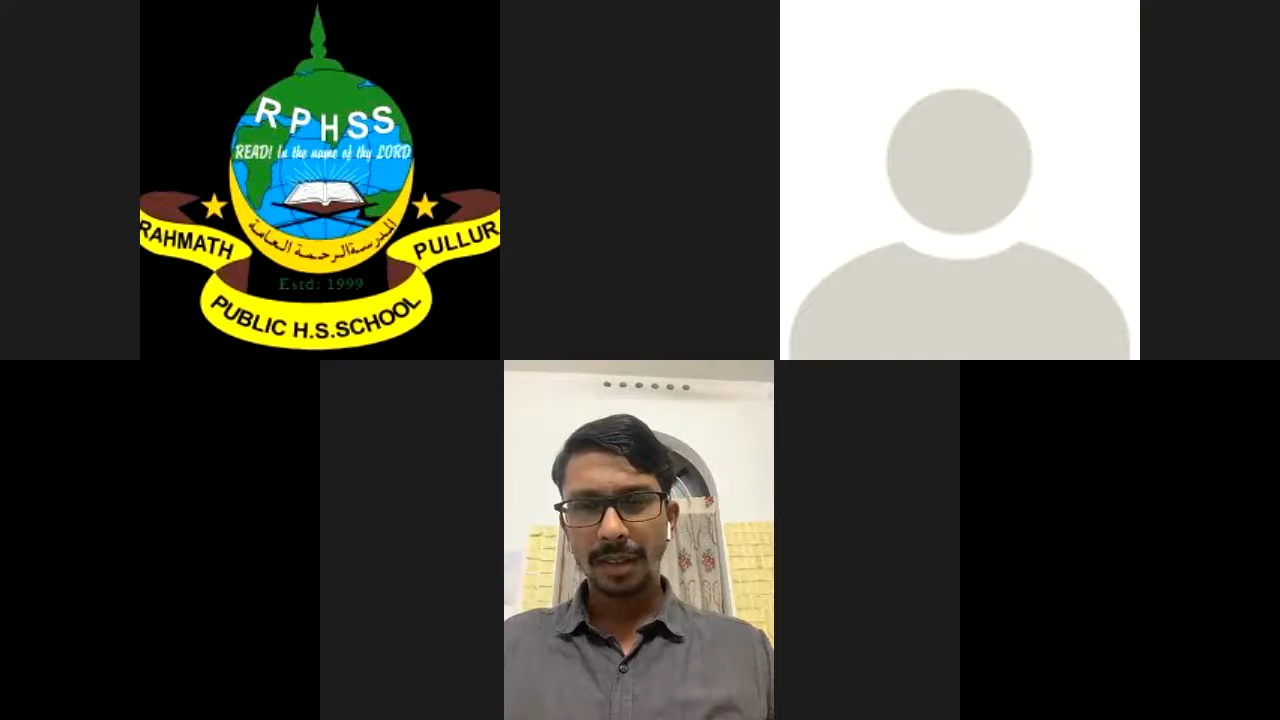 RPHSS
READ! In the name of thy LORD
المدرسة الرحمة العامة
RAHMATH
PULLUR
Estd: 1999
PUBLIC H.S.SCHOOL